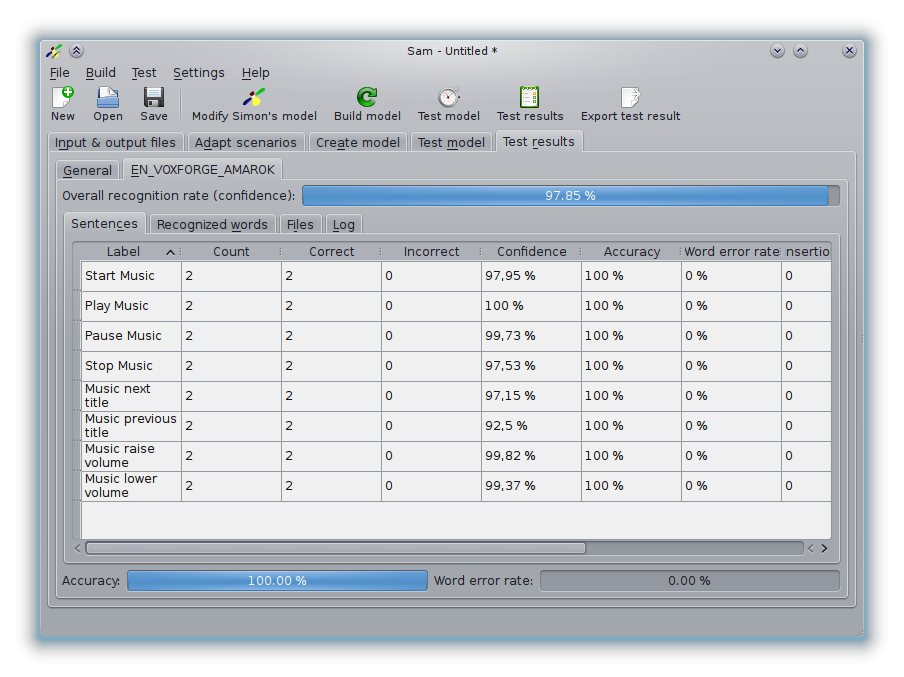 Sam - Untitled *
File Build Test Settings Help
New Open Save Modify Simon's model Build model Test model Test results Export test result
Input & output files Adapt scenarios Create model Test model Test results
General EN_VOXFORGE_AMAROK
Overall recognition rate (confidence): 97.85 %
Sentences Recognized words Files Log
Label Count Correct Incorrect Confidence Accuracy Word error rate nsertio
Start Music 2 2 0 97,95 % 100 % 0 % 0
Play Music 2 2 0 100 % 100 % 0 % 0
Pause Music 2 2 0 99,73 % 100 % 0 % 0
Stop Music 2 2 0 97,53 % 100 % 0 % 0
Music next
title 2 2 0 97,15 % 100 % 0 % 0
Music previous
title 2 2 0 92,5 % 100 % 0 % 0
Music raise
volume 2 2 0 99,82 % 100 % 0 % 0
Music lower
volume 2 2 0 99,37 % 100 % 0 % 0
Accuracy: 100.00 % Word error rate: 0.00 %